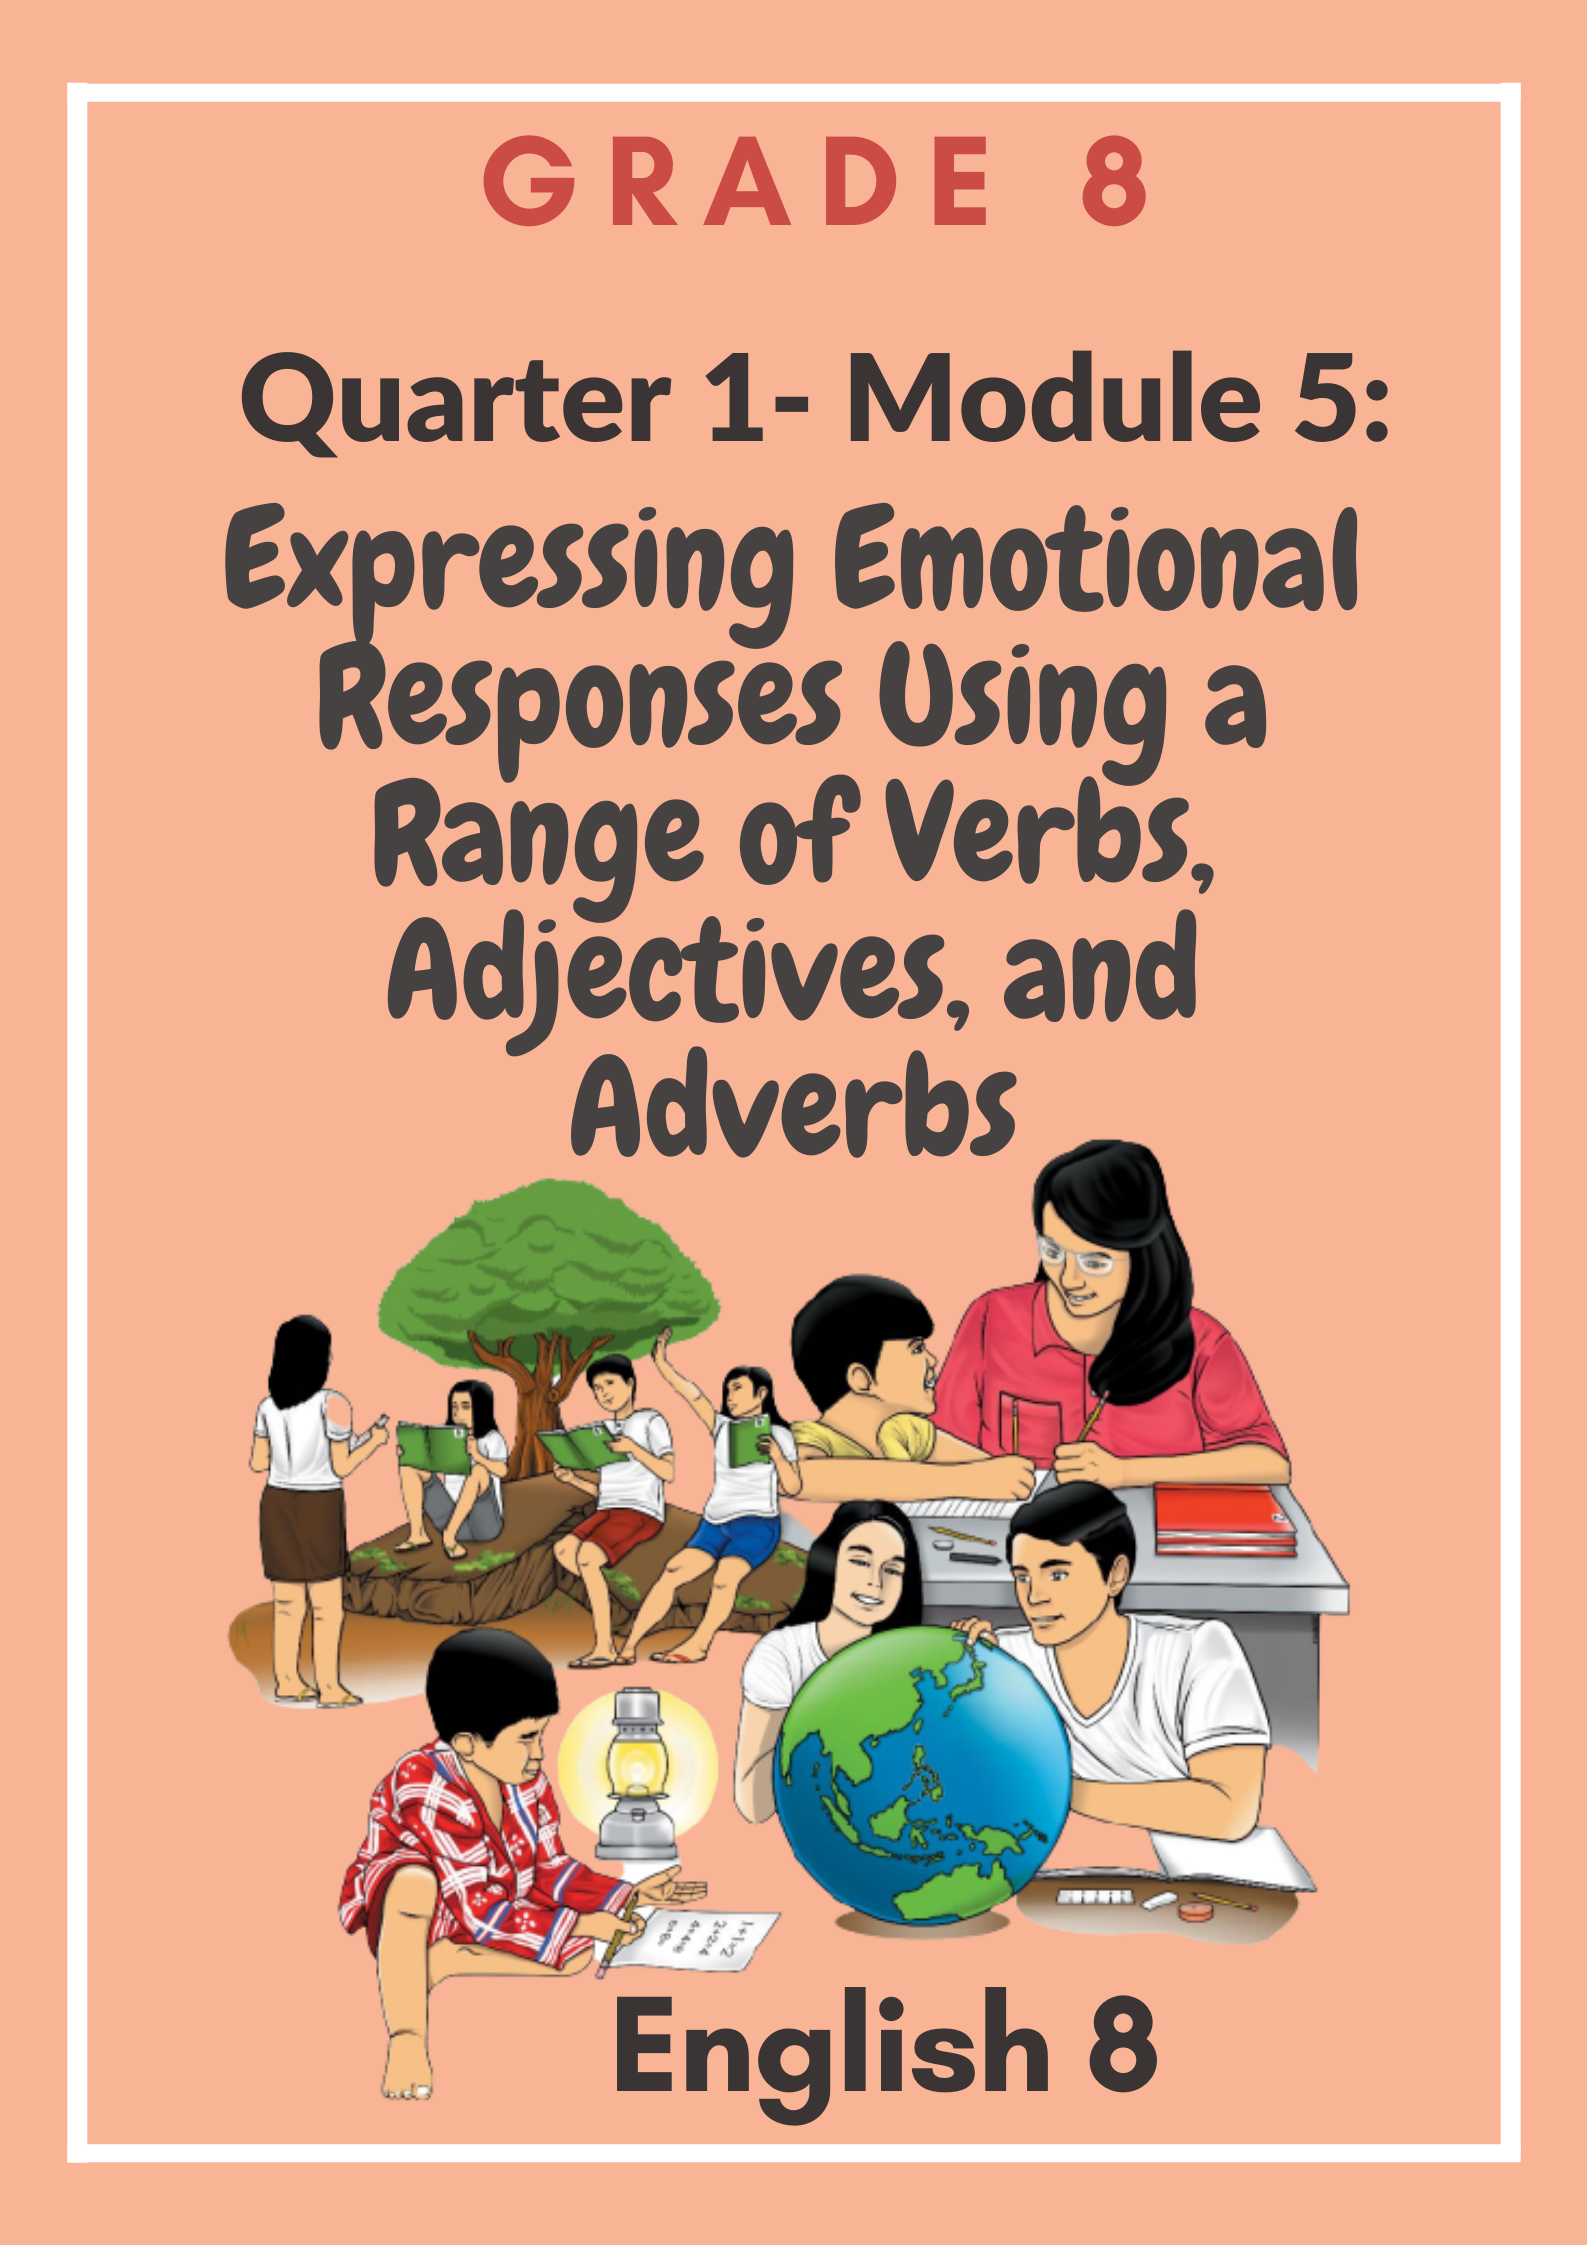 GRADE 8
Quarter 1- Module 5:
Expressing Emotional
Responses Using a
Range of Verbs,
Adjectives, and
Adverbs
English 8